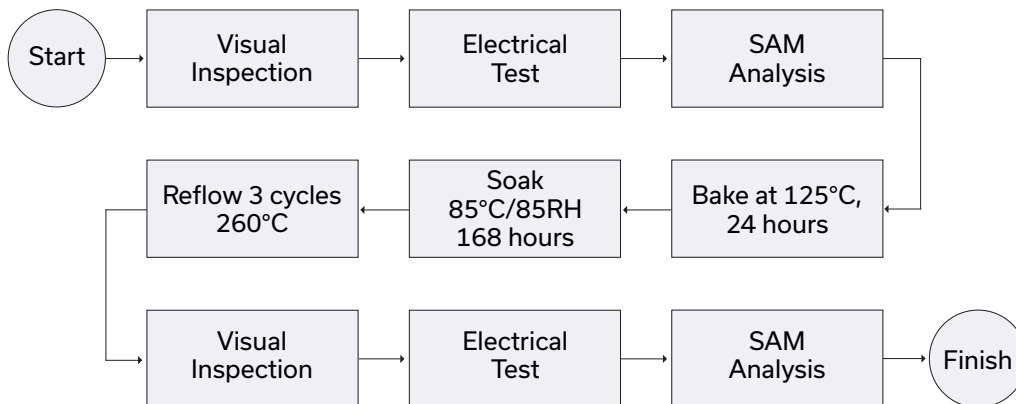 Start
Visual
Inspection
Electrical
Test
SAM
Analysis
Bake at 125°C,
24 hours
Soak
85°C/85RH
168 hours
Reflow 3 cycles
260°C
Visual
Inspection
Electrical
Test
SAM
Analysis
Finish